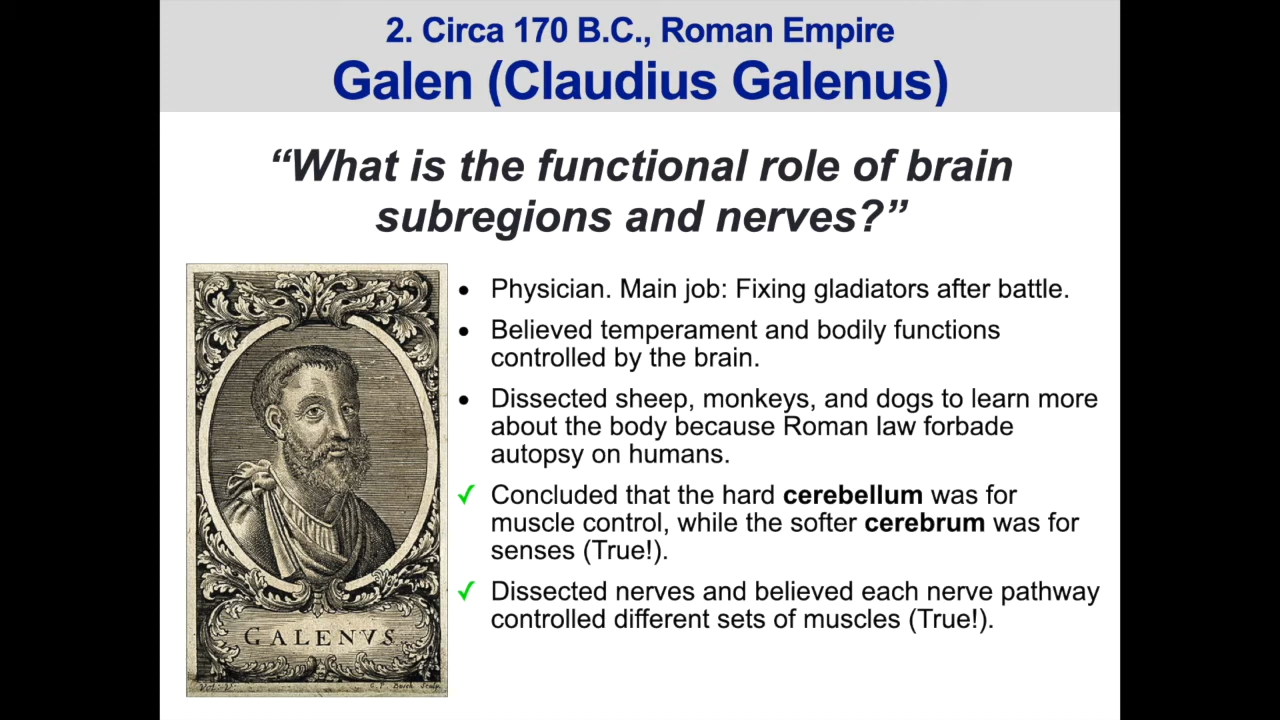 2. Circa 170 B.C., Roman Empire
Galen (Claudius Galenus)
“What is the functional role of brain
subregions and nerves?”
• Physician. Main job: Fixing gladiators after battle.
• Believed temperament and bodily functions
controlled by the brain.
• Dissected sheep, monkeys, and dogs to learn more
about the body because Roman law forbade
autopsy on humans.
✓ Concluded that the hard cerebellum was for
muscle control, while the softer cerebrum was for
senses (True!).
✓ Dissected nerves and believed each nerve pathway
controlled different sets of muscles (True!).
GALENVS